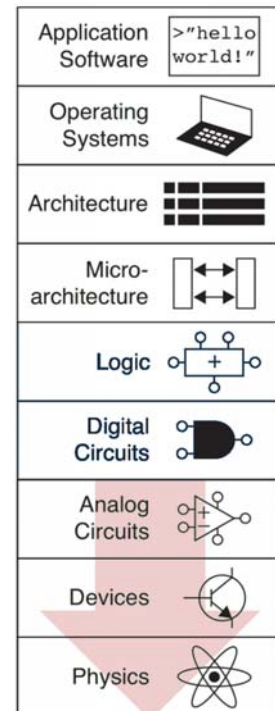 Application
Software
>"hello
world!"
Operating
Systems
Architecture
Micro-
architecture
Logic
+
Digital
Circuits
Analog
Circuits
+
−
Devices
Physics